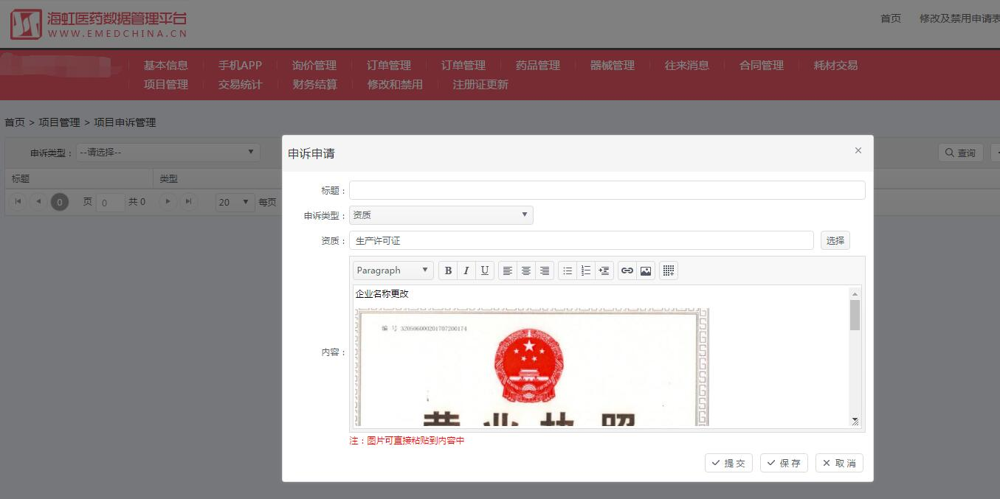 海虹医药数据管理平台
WWW.EMEDCHINA.CN
首页 修改及禁用申请表
基本信息 手机APP 询价管理 订单管理 订单管理 药品管理 器械管理 往来消息 合同管理 耗材交易
项目管理 交易统计 财务结算 修改和禁用 注册证更新
首页 > 项目管理 > 项目申诉管理
申诉类型： --请选择-- 查询
标题 类型
0 页 0 共 0 20 每页
申诉申请
标题：
申诉类型： 资质
资质： 生产许可证 选择
Paragraph B I U
企业名称更改
编 号 320506000201707200174
营业执照
内容：
注：图片可直接粘贴到内容中
提交 保存 取消